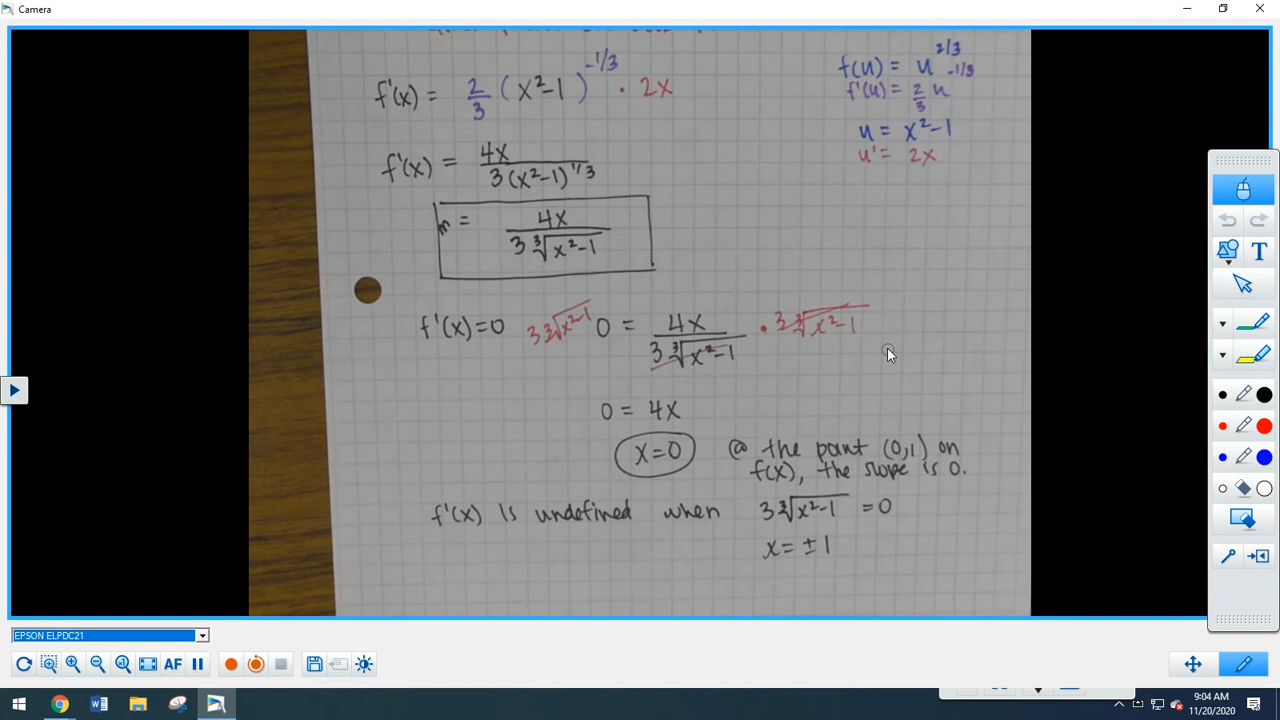 Camera
f'(x) = 2/3 (x²-1)^-1/3 · 2x
f(u) = u^2/3
f'(u) = 2/3 u^-1/3
u = x²-1
u' = 2x
f'(x) = 4x / 3(x²-1)^1/3
m = 4x / 3∛x²-1
f'(x)=0 3∛x²-1 0 = 4x / 3∛x²-1 · 3∛x²-1
0 = 4x
x=0 @ the point (0,1) on
f(x), the slope is 0.
f'(x) is undefined when 3∛x²-1 = 0
x = ±1
EPSON ELPDC21
AF
T
9:04 AM
11/20/2020